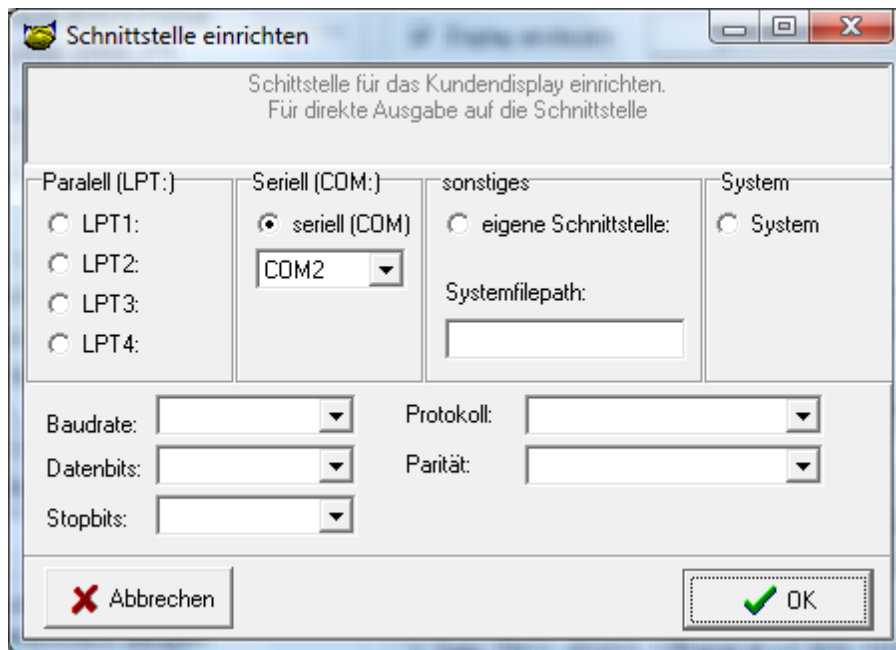 Schnittstelle einrichten
Schittstelle für das Kundendisplay einrichten.
Für direkte Ausgabe auf die Schnittstelle
Paralell (LPT:)
LPT1:
LPT2:
LPT3:
LPT4:
Seriell (COM:)
seriell (COM)
COM2
sonstiges
eigene Schnittstelle:
Systemfilepath:
System
System
Baudrate:
Datenbits:
Stopbits:
Protokoll:
Parität:
Abbrechen
OK